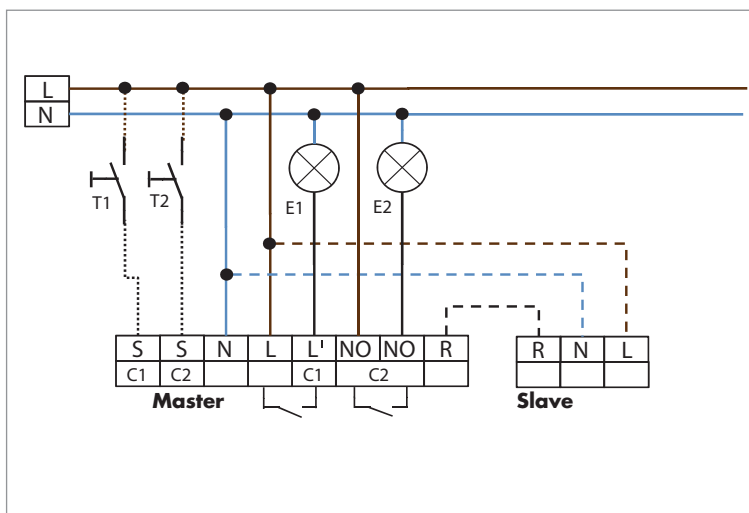 L
N
T1 T2 E1 E2
S S N L L' NO NO R
C1 C2 C1 C2
Master
R N L
Slave